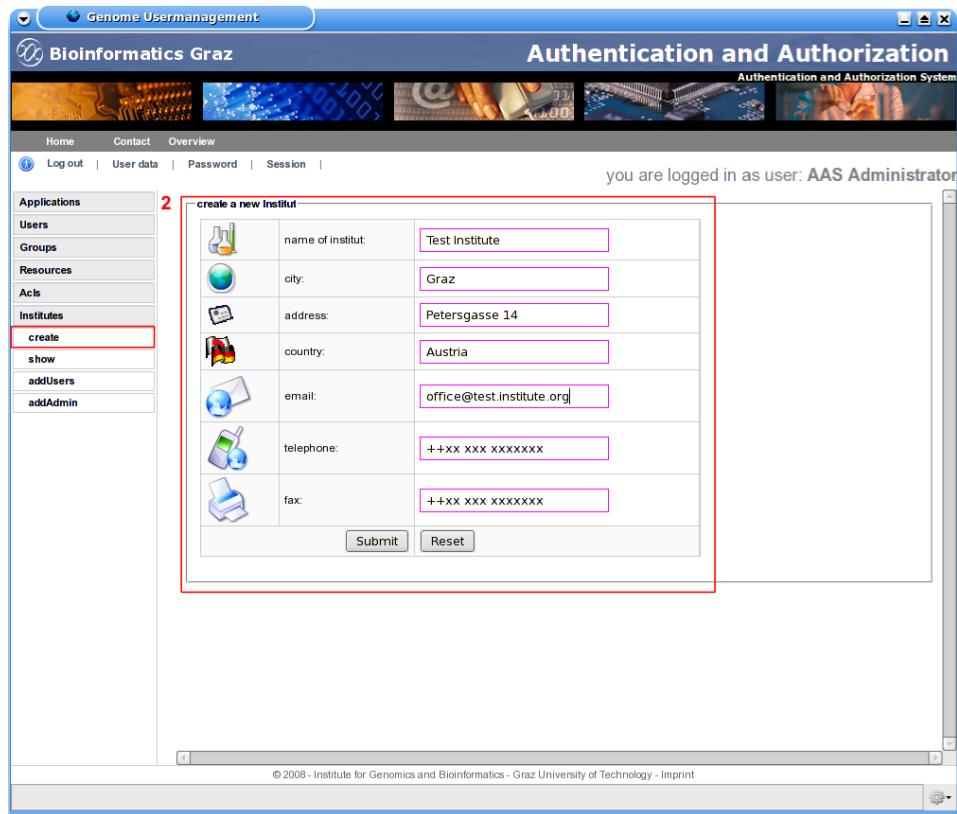 Genome Usermanagement
Bioinformatics Graz
Authentication and Authorization
Authentication and Authorization System
Home Contact Overview
Log out | User data | Password | Session |
you are logged in as user: AAS Administrator
Applications
Users
Groups
Resources
Acls
Institutes
create
show
addUsers
addAdmin
2
create a new Institut
name of institut: Test Institute
city: Graz
address: Petersgasse 14
country: Austria
email: office@test.institute.org
telephone: ++xx xxx xxxxxxx
fax: ++xx xxx xxxxxxx
Submit Reset
© 2008 - Institute for Genomics and Bioinformatics - Graz University of Technology - Imprint